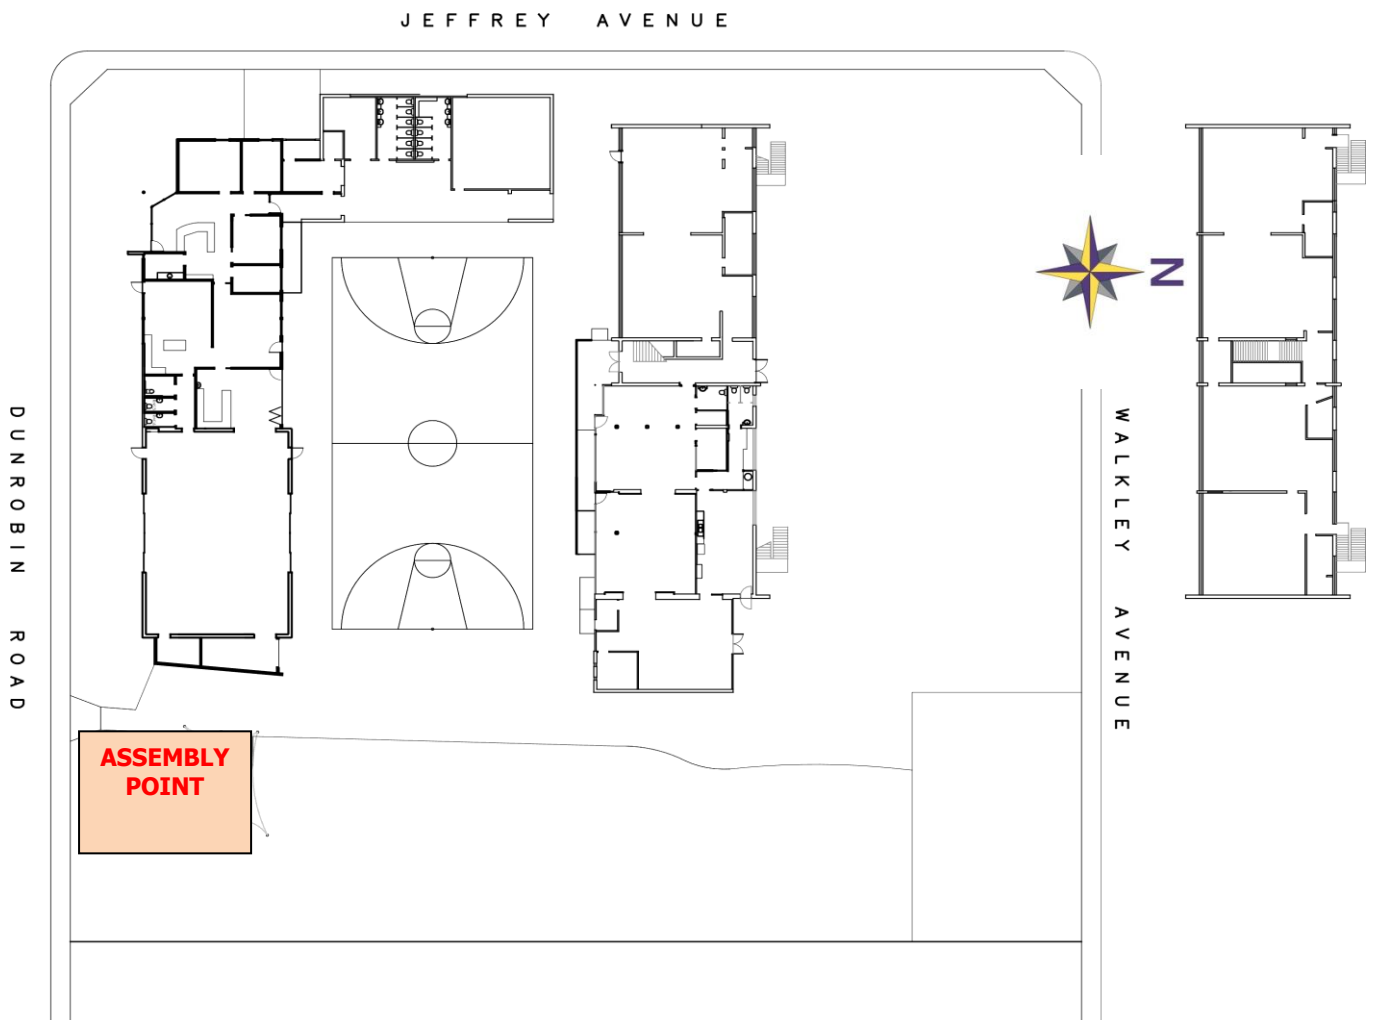 JEFFREY AVENUE
N
DUNROBIN ROAD
WALKLEY AVENUE
ASSEMBLY
POINT